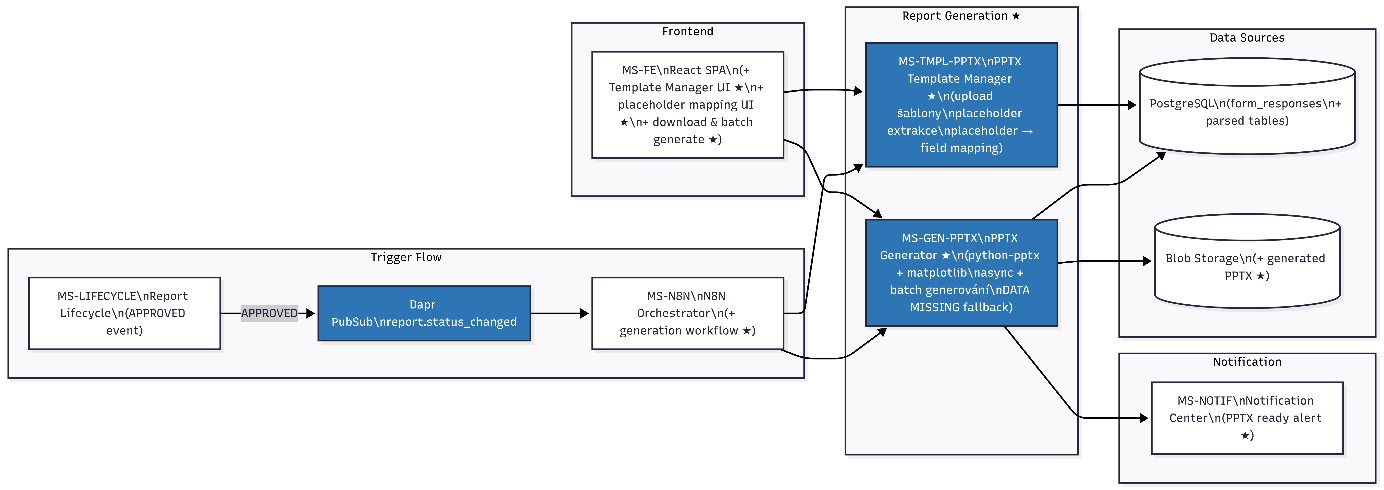 Frontend
MS-FE\nReact SPA\n(+
Template Manager UI ★\n+
placeholder mapping UI
★\n+ download & batch
generate ★)
Trigger Flow
MS-LIFECYCLE\nReport
Lifecycle\n(APPROVED
event)
APPROVED
Dapr
PubSub\nreport.status_changed
MS-N8N\nN8N
Orchestrator\n(+
generation workflow ★)
Report Generation ★
MS-TMPL-PPTX\nPPTX
Template Manager
★\n(upload
šablony\nplaceholder
extrakce\nplaceholder →
field mapping)
MS-GEN-PPTX\nPPTX
Generator ★\n(python-pptx
+ matplotlib\nasync +
batch generování\nDATA
MISSING fallback)
Data Sources
PostgreSQL\n(form_responses\n+
parsed tables)
Blob Storage\n(+ generated
PPTX ★)
Notification
MS-NOTIF\nNotification
Center\n(PPTX ready alert
★)